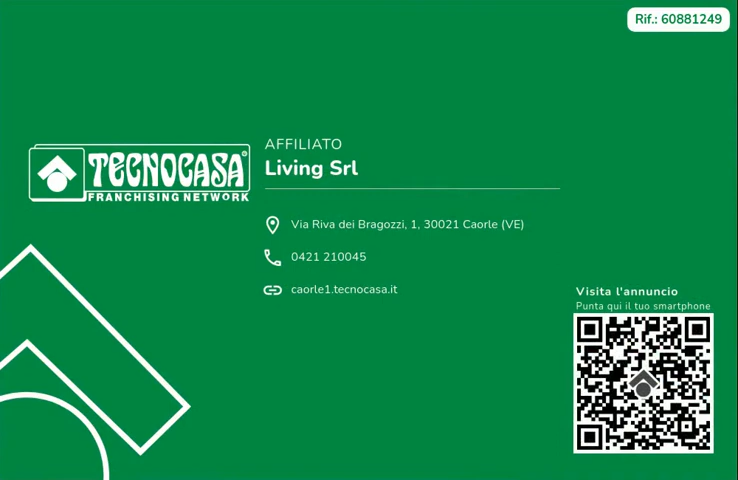 Rif.: 60881249
TECNOCASA
FRANCHISING NETWORK
AFFILIATO
Living Srl
Via Riva dei Bragozzi, 1, 30021 Caorle (VE)
0421 210045
caorle1.tecnocasa.it
Visita l'annuncio
Punta qui il tuo smartphone